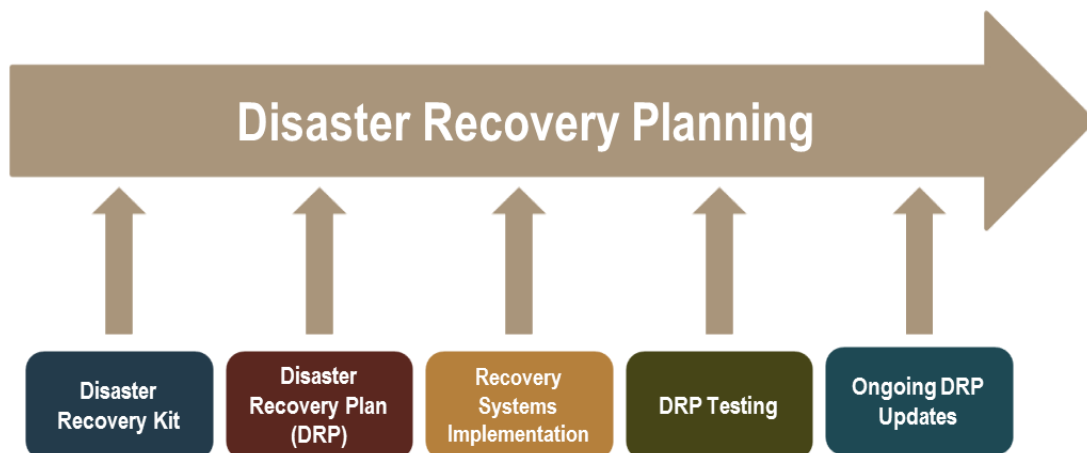 Disaster Recovery Planning
Disaster
Recovery Kit
Disaster
Recovery Plan
(DRP)
Recovery
Systems
Implementation
DRP Testing
Ongoing DRP
Updates